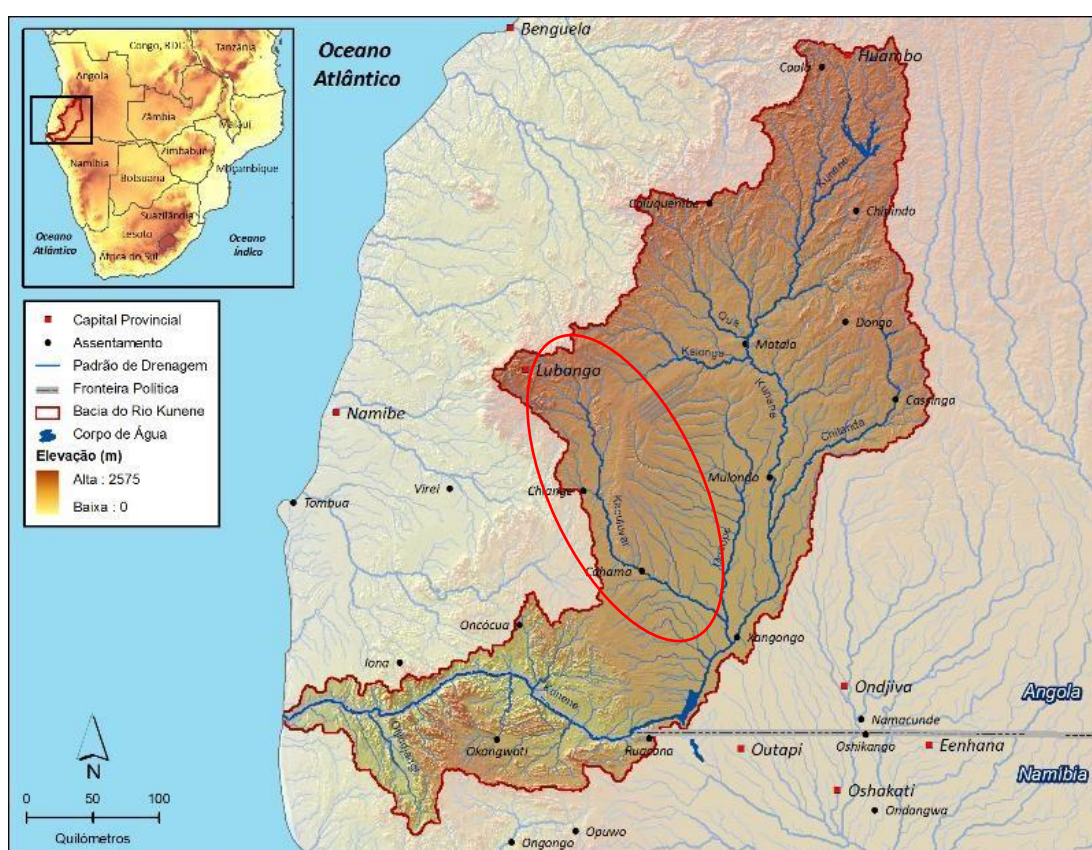 Congo, RDC
Tanzânia
Angola
Zâmbia
Malaui
Zimbabué
Namíbia
Moçambique
Botsuana
Suazilândia
Lesoto
África do Sul
Oceano
Atlântico
Oceano
Índico
Capital Provincial
Assentamento
Padrão de Drenagem
Fronteira Política
Bacia do Rio Kunene
Corpo de Água
Elevação (m)
Alta : 2575
Baixa : 0
N
0 50 100
Quilómetros
Oceano
Atlântico
Benguela
Huambo
Caala
Kunene
Chipindo
Caluquembe
Que
Matala
Dongo
Kalonga
Lubango
Kunene
Cassinga
Namibe
Chitanda
Mulondo
Chiange
Virei
Tombua
Kaculuvar
Cahama
Oncócua
Xangongo
Iona
Kunene
Ondjiva
Angola
Namacunde
Okangwati
Ruacana
Outapi
Oshikango
Eenhana
Namíbia
Oshakati
Ondangwa
Opuwo
Ongongo